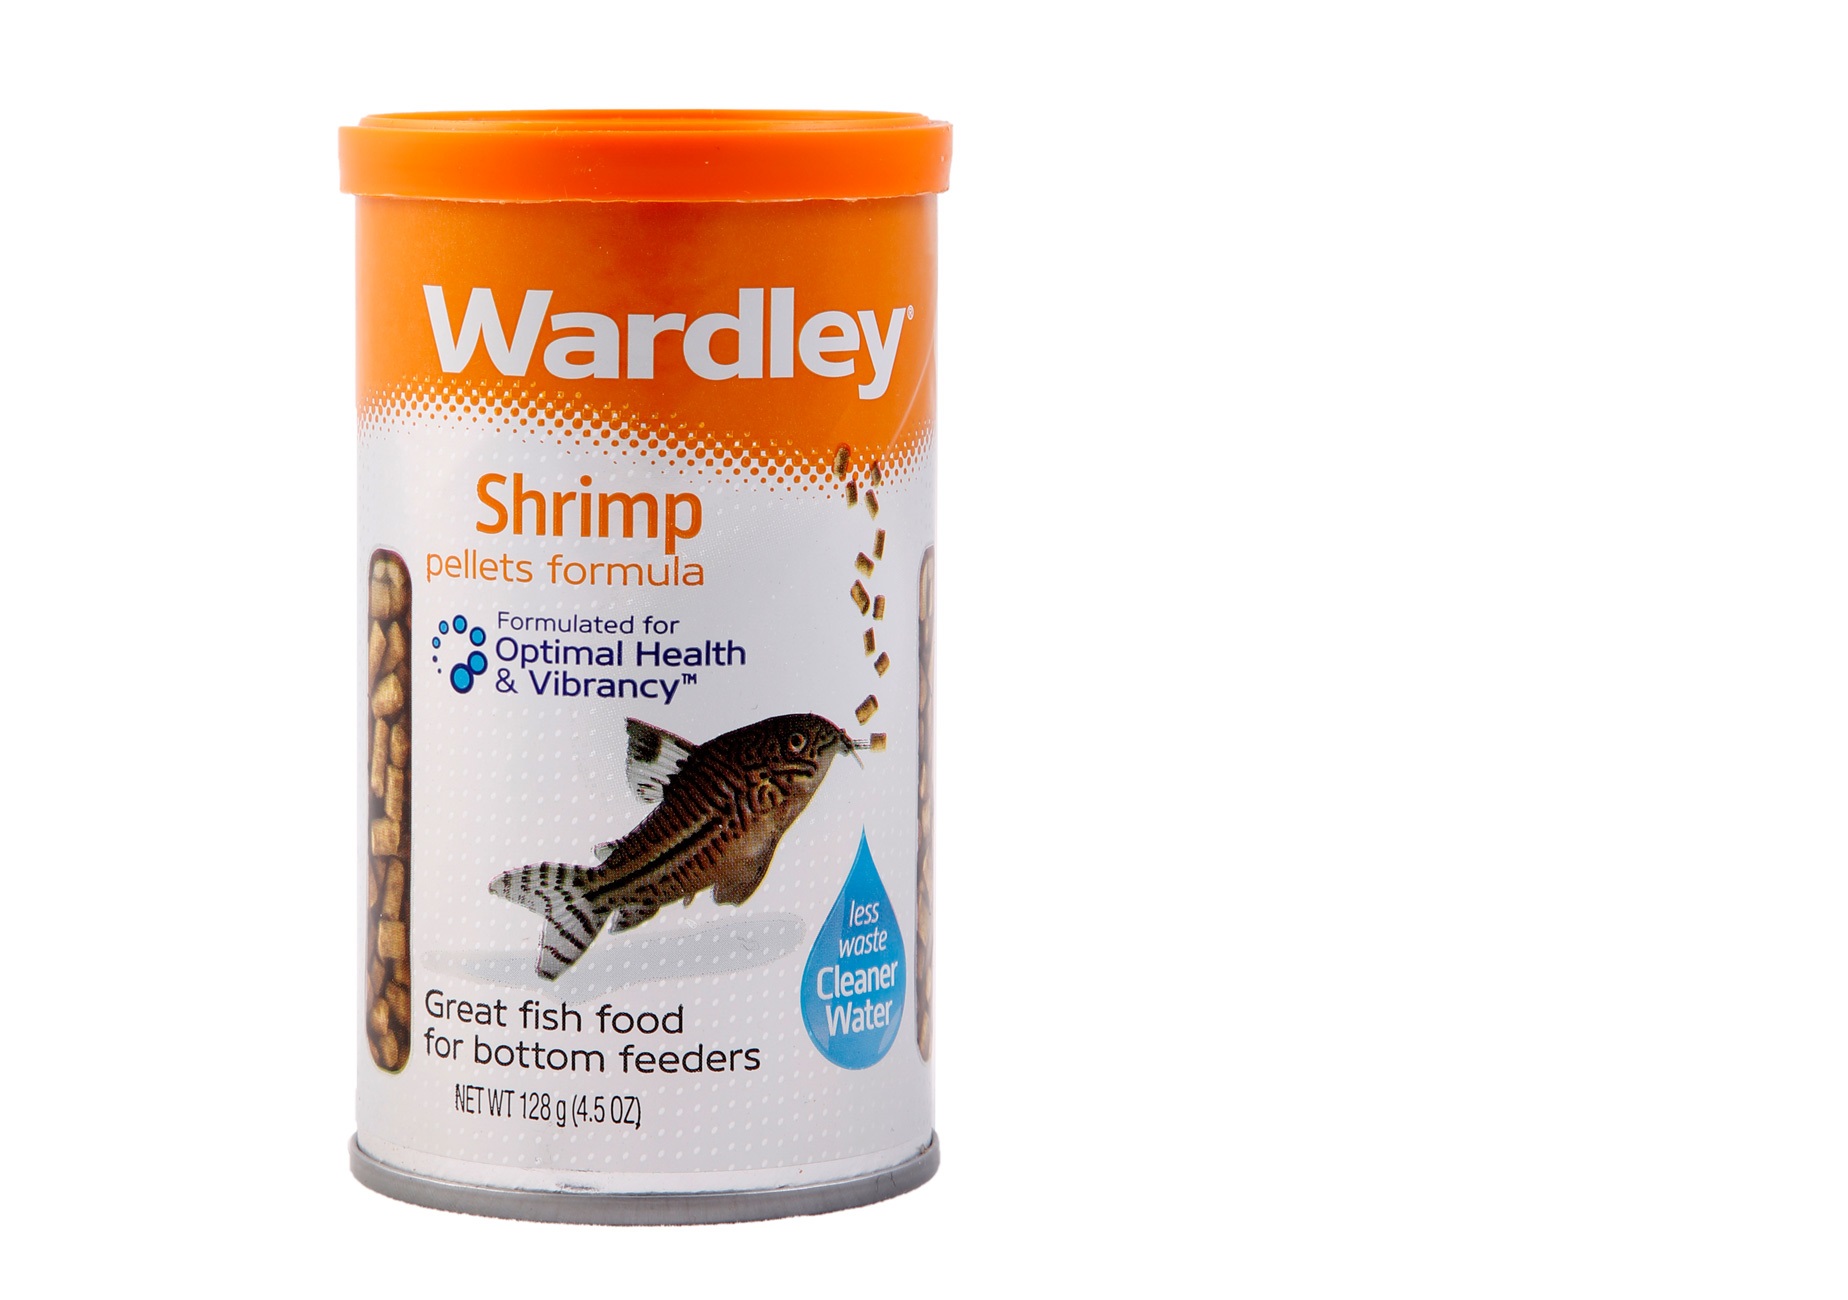 Wardley®
Shrimp
pellets formula
Formulated for
Optimal Health
& Vibrancy™
less
waste
Cleaner
Water
Great fish food
for bottom feeders
NET WT 128 g (4.5 OZ)